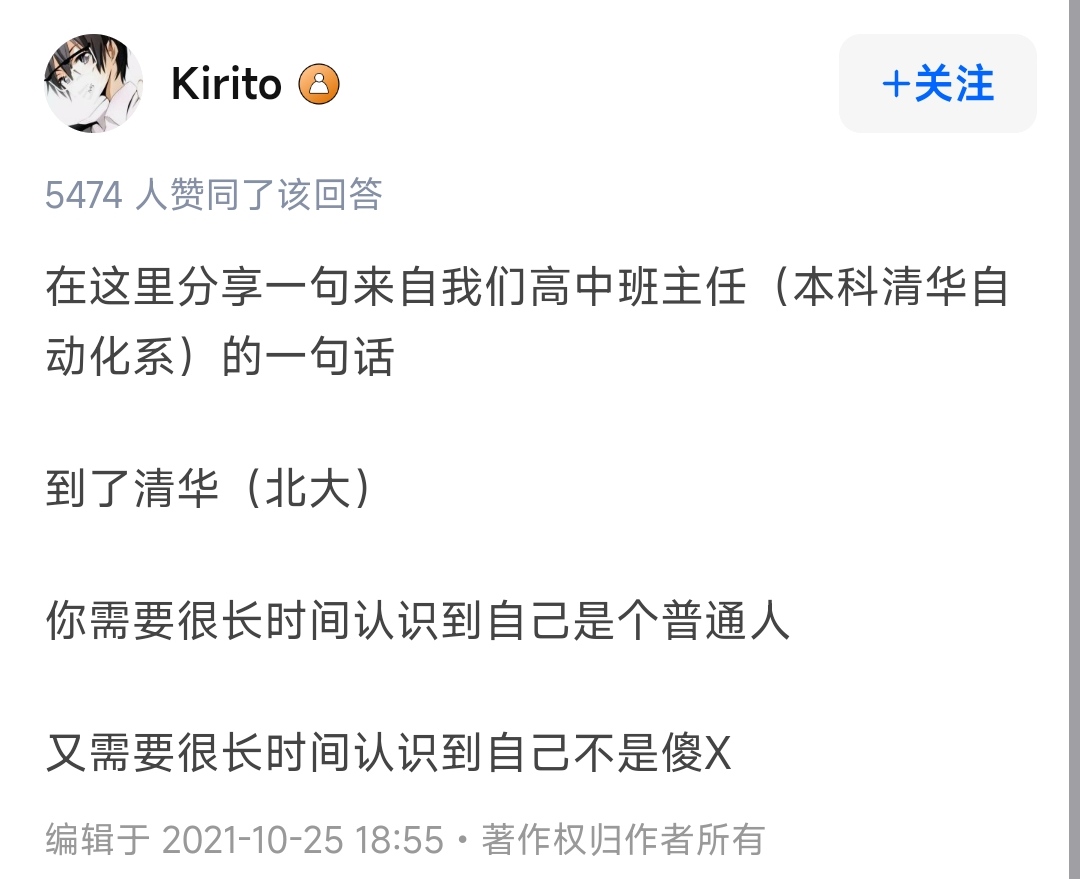 Kirito
+关注
5474 人赞同了该回答
在这里分享一句来自我们高中班主任（本科清华自
动化系）的一句话
到了清华（北大）
你需要很长时间认识到自己是个普通人
又需要很长时间认识到自己不是傻X
编辑于 2021-10-25 18:55・著作权归作者所有